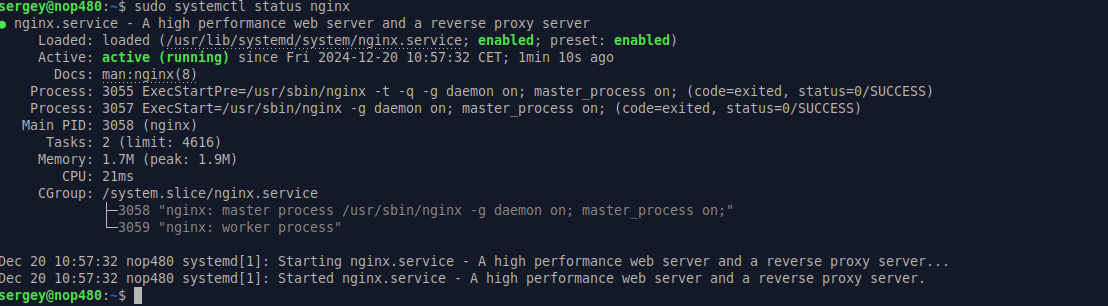 sergey@nop480:~$ sudo systemctl status nginx
● nginx.service - A high performance web server and a reverse proxy server
     Loaded: loaded (/usr/lib/systemd/system/nginx.service; enabled; preset: enabled)
     Active: active (running) since Fri 2024-12-20 10:57:32 CET; 1min 10s ago
       Docs: man:nginx(8)
    Process: 3055 ExecStartPre=/usr/sbin/nginx -t -q -g daemon on; master_process on; (code=exited, status=0/SUCCESS)
    Process: 3057 ExecStart=/usr/sbin/nginx -g daemon on; master_process on; (code=exited, status=0/SUCCESS)
   Main PID: 3058 (nginx)
      Tasks: 2 (limit: 4616)
     Memory: 1.7M (peak: 1.9M)
        CPU: 21ms
     CGroup: /system.slice/nginx.service
             ├─3058 "nginx: master process /usr/sbin/nginx -g daemon on; master_process on;"
             └─3059 "nginx: worker process"
Dec 20 10:57:32 nop480 systemd[1]: Starting nginx.service - A high performance web server and a reverse proxy server...
Dec 20 10:57:32 nop480 systemd[1]: Started nginx.service - A high performance web server and a reverse proxy server.
sergey@nop480:~$